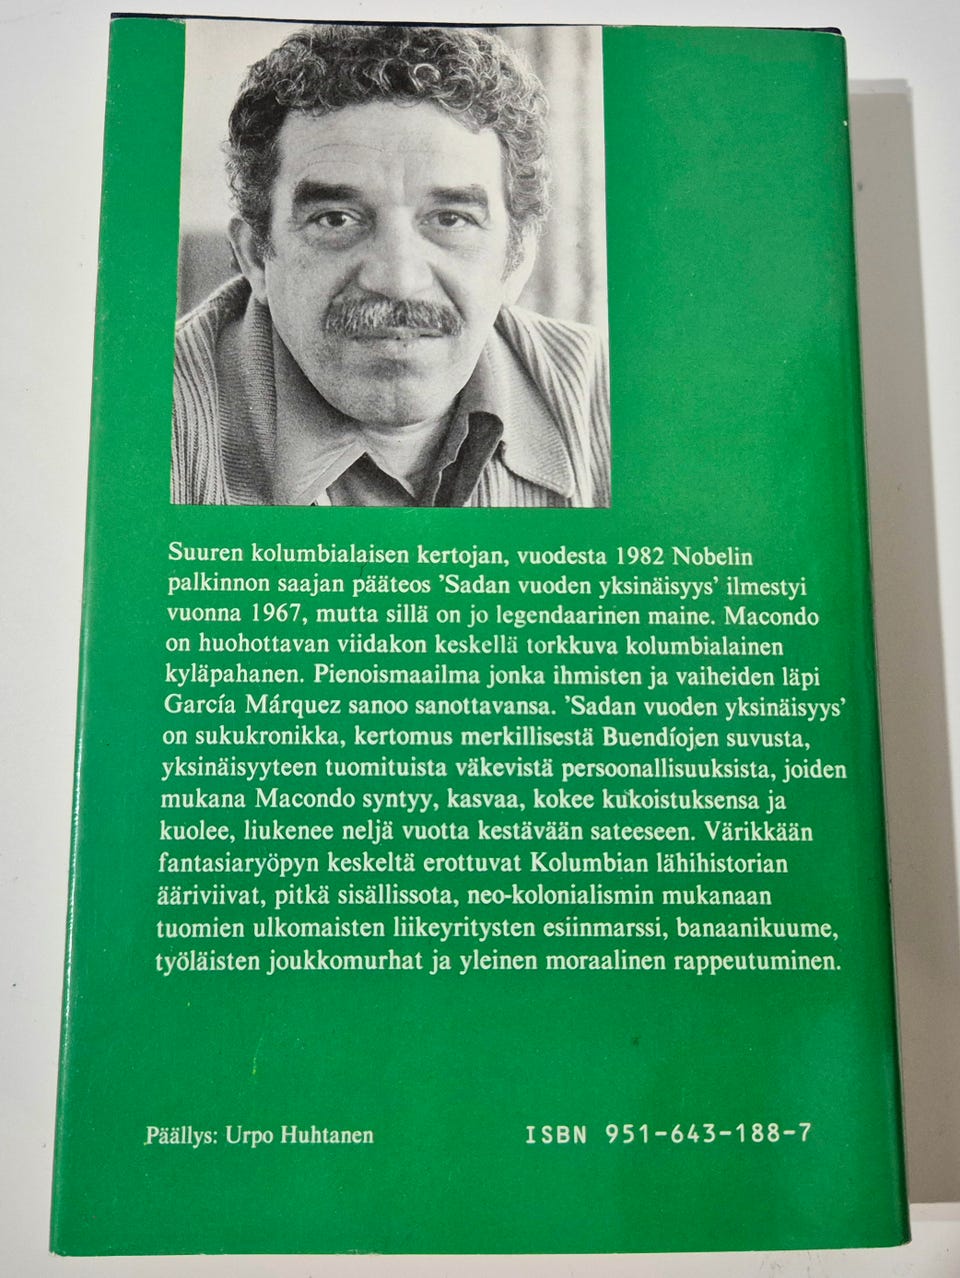 Suuren kolumbialaisen kertojan, vuodesta 1982 Nobelin
palkinnon saajan pääteos ’Sadan vuoden yksinäisyys’ ilmestyi
vuonna 1967, mutta sillä on jo legendaarinen maine. Macondo
on huohottavan viidakon keskellä torkkuva kolumbialainen
kyläpahanen. Pienoismaailma jonka ihmisten ja vaiheiden läpi
García Márquez sanoo sanottavansa. ’Sadan vuoden yksinäisyys’
on sukukronikka, kertomus merkillisestä Buendíojen suvusta,
yksinäisyyteen tuomituista väkevistä persoonallisuuksista, joiden
mukana Macondo syntyy, kasvaa, kokee kukoistuksensa ja
kuolee, liukenee neljä vuotta kestävään sateeseen. Värikkään
fantasiaryöpyn keskeltä erottuvat Kolumbian lähihistorian
ääriviivat, pitkä sisällissota, neo-kolonialismin mukanaan
tuomien ulkomaisten liikeyritysten esiinmarssi, banaanikuume,
työläisten joukkomurhat ja yleinen moraalinen rappeutuminen.
Päällys: Urpo Huhtanen
ISBN 951-643-188-7